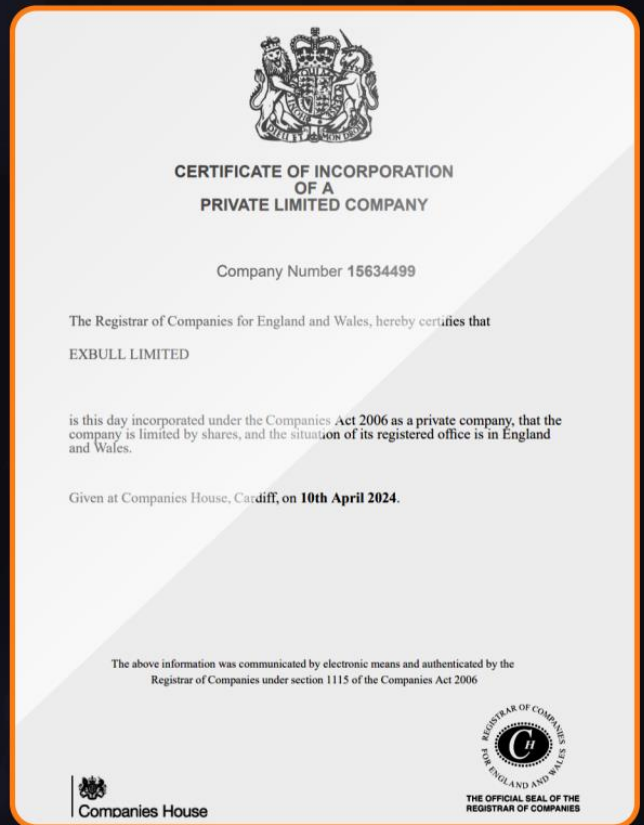 DIEU ET MON DROIT
CERTIFICATE OF INCORPORATION
OF A
PRIVATE LIMITED COMPANY
Company Number 15634499
The Registrar of Companies for England and Wales, hereby certifies that
EXBULL LIMITED
is this day incorporated under the Companies Act 2006 as a private company, that the
company is limited by shares, and the situation of its registered office is in England
and Wales.
Given at Companies House, Cardiff, on 10th April 2024.
The above information was communicated by electronic means and authenticated by the
Registrar of Companies under section 1115 of the Companies Act 2006
REGISTRAR OF COMPANIES
FOR ENGLAND AND WALES
CH
THE OFFICIAL SEAL OF THE
REGISTRAR OF COMPANIES
Companies House